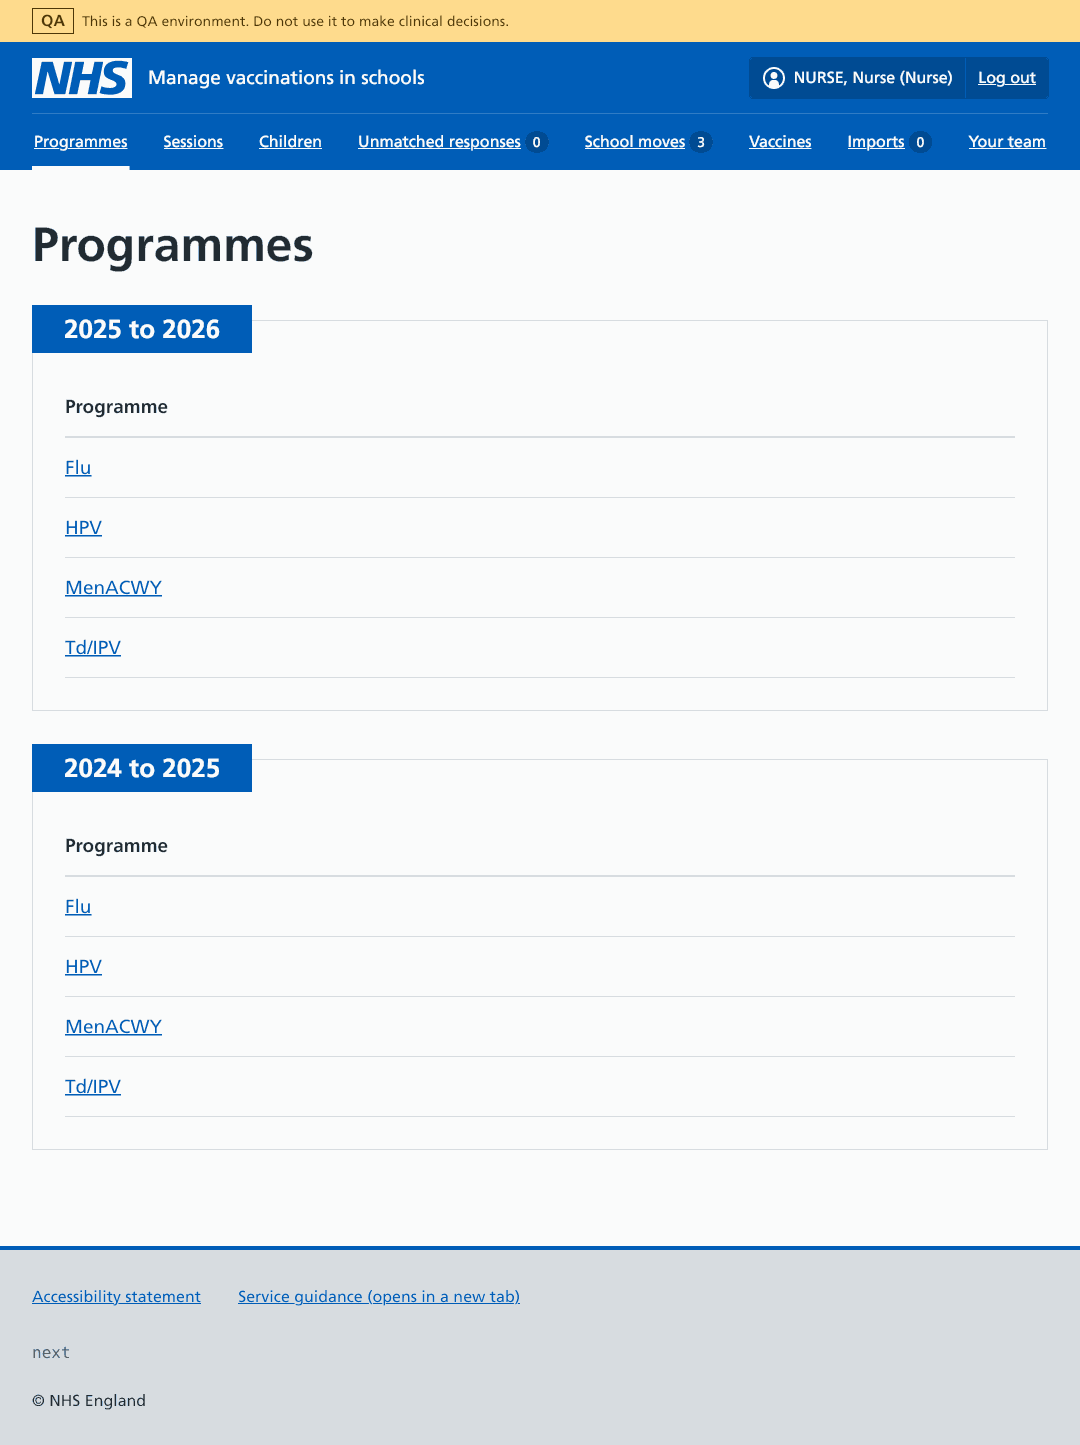 QA This is a QA environment. Do not use it to make clinical decisions.
NHS Manage vaccinations in schools NURSE, Nurse (Nurse) Log out
Programmes Sessions Children Unmatched responses 0 School moves 3 Vaccines Imports 0 Your team
Programmes
2025 to 2026
Programme
Flu
HPV
MenACWY
Td/IPV
2024 to 2025
Programme
Flu
HPV
MenACWY
Td/IPV
Accessibility statement Service guidance (opens in a new tab)
next
© NHS England